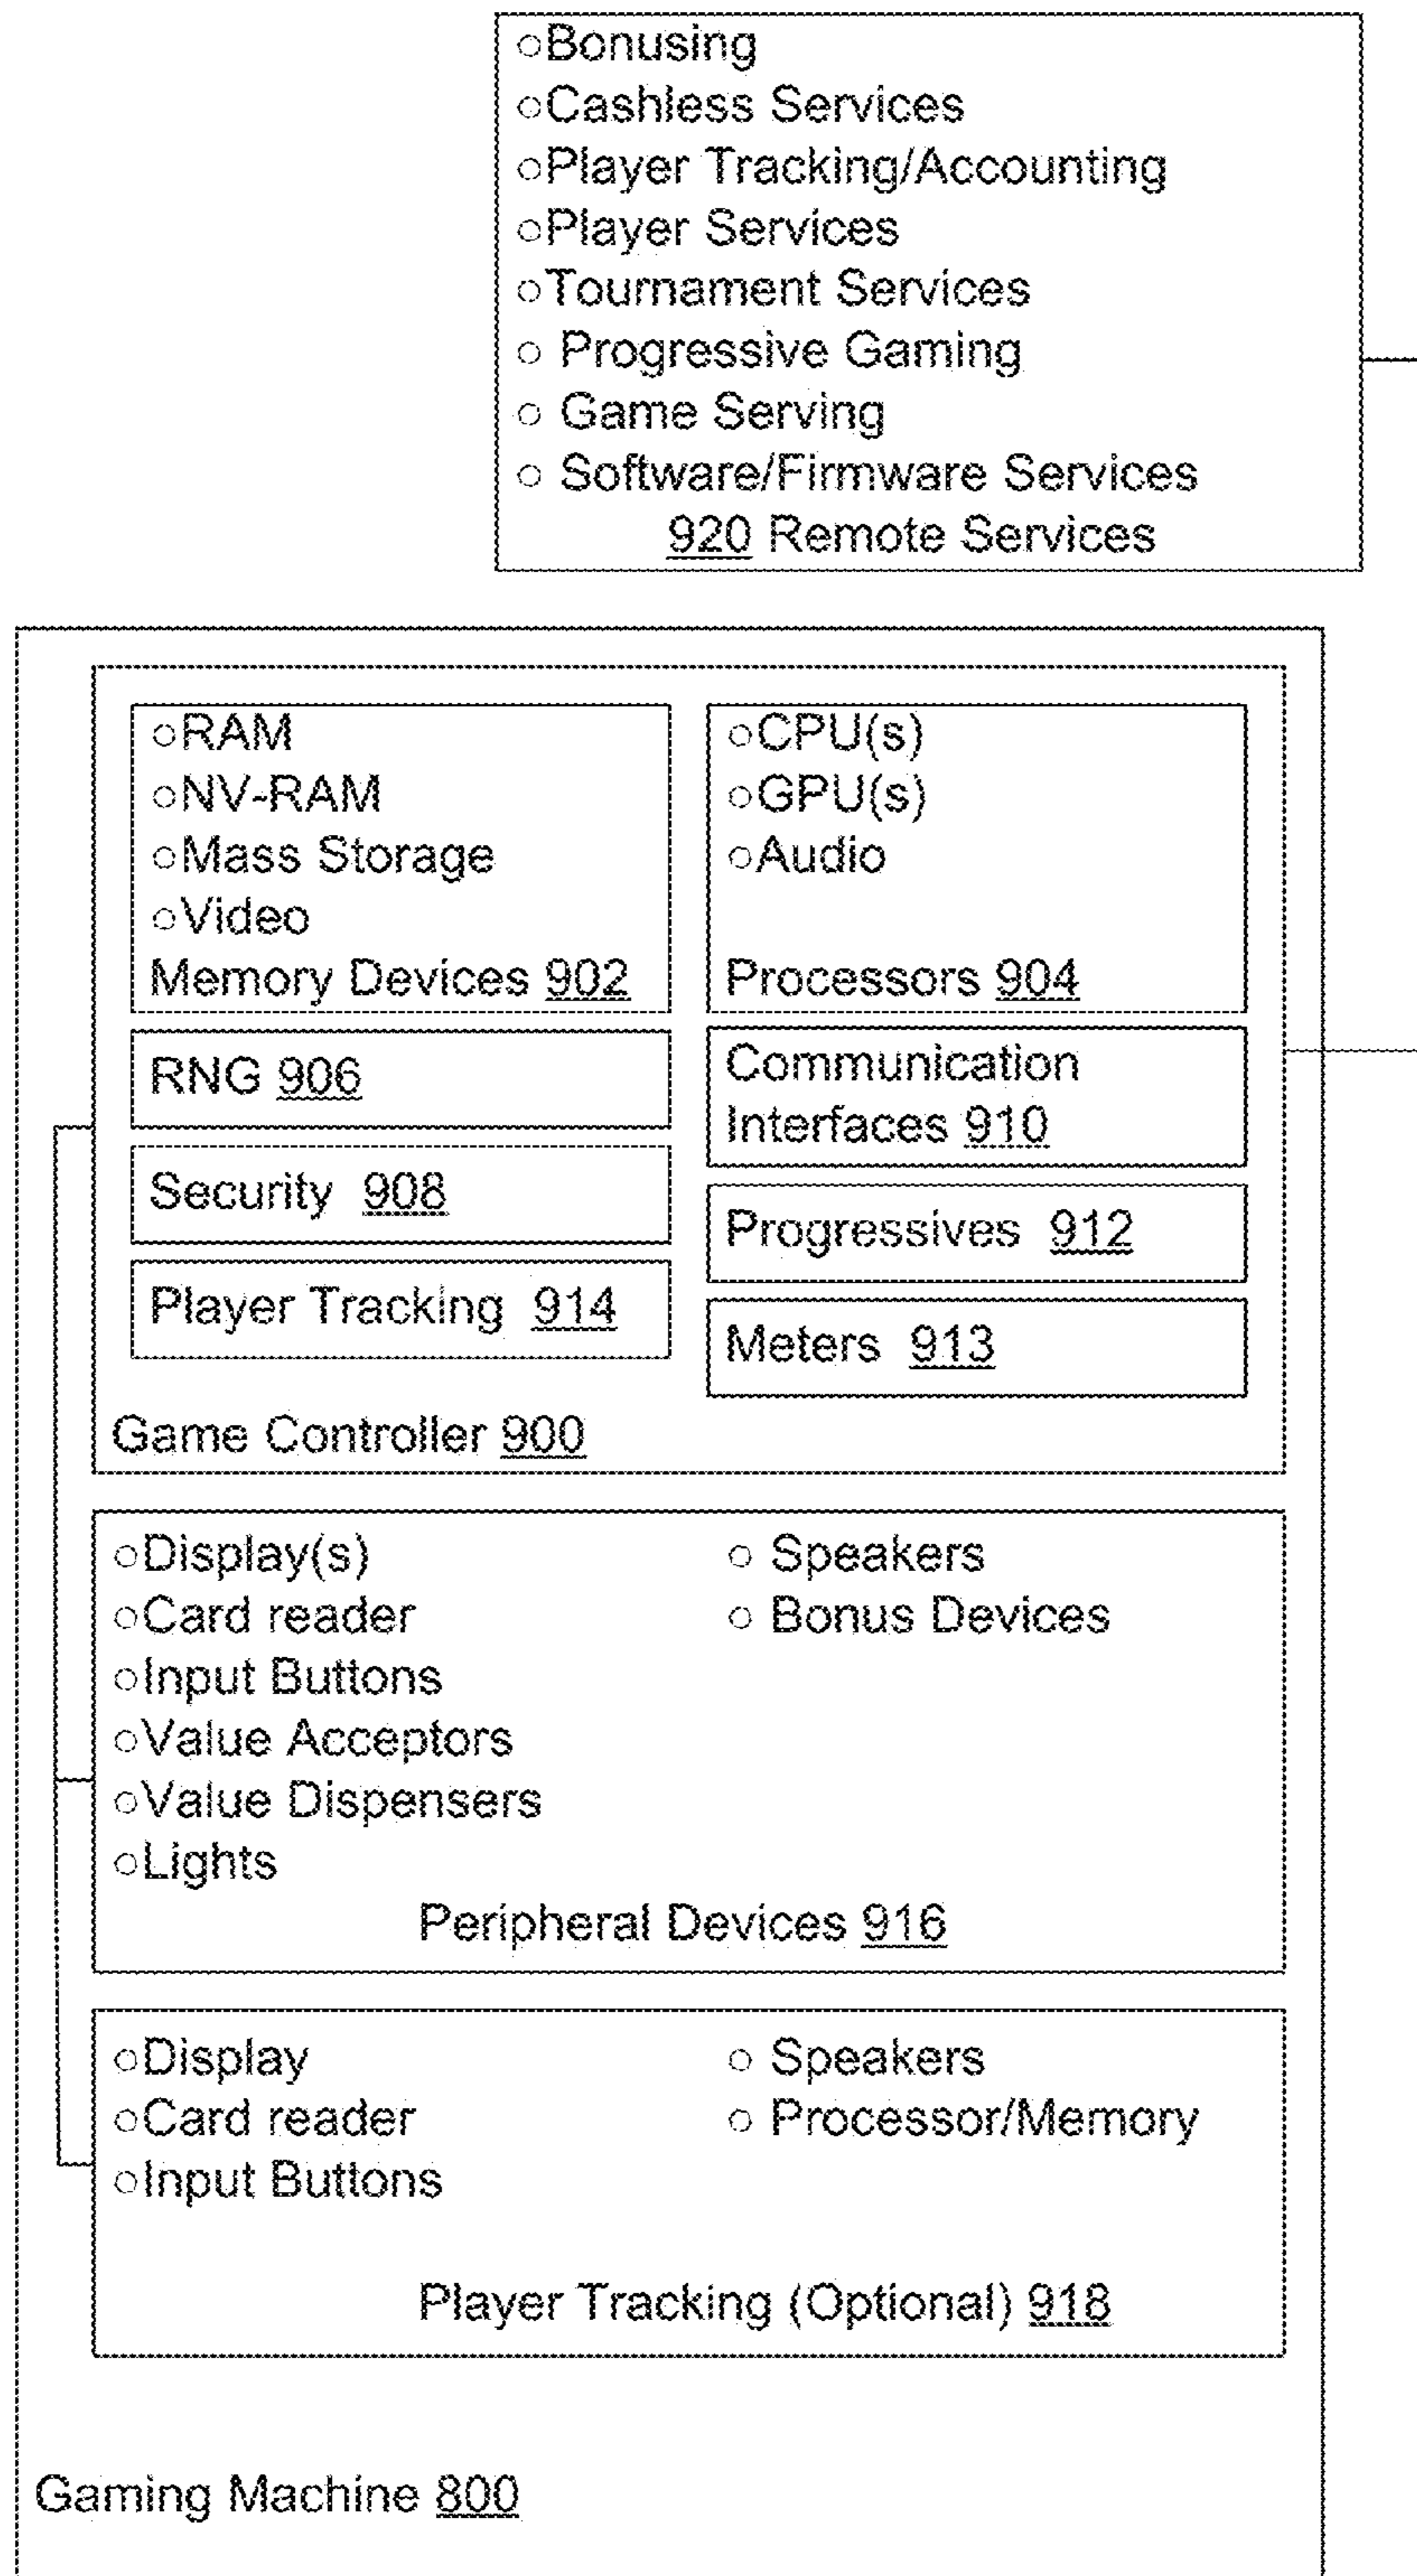 ○Bonusing
○Cashless Services
○Player Tracking/Accounting
○Player Services
○Tournament Services
○ Progressive Gaming
○ Game Serving
○ Software/Firmware Services
920 Remote Services
○RAM
○NV-RAM
○Mass Storage
○Video
Memory Devices 902
○CPU(s)
○GPU(s)
○Audio
Processors 904
RNG 906
Communication
Interfaces 910
Security 908
Progressives 912
Player Tracking 914
Meters 913
Game Controller 900
○Display(s)
○Card reader
○Input Buttons
○Value Acceptors
○Value Dispensers
○Lights
○ Speakers
○ Bonus Devices
Peripheral Devices 916
○Display
○Card reader
○Input Buttons
○ Speakers
○ Processor/Memory
Player Tracking (Optional) 918
Gaming Machine 800